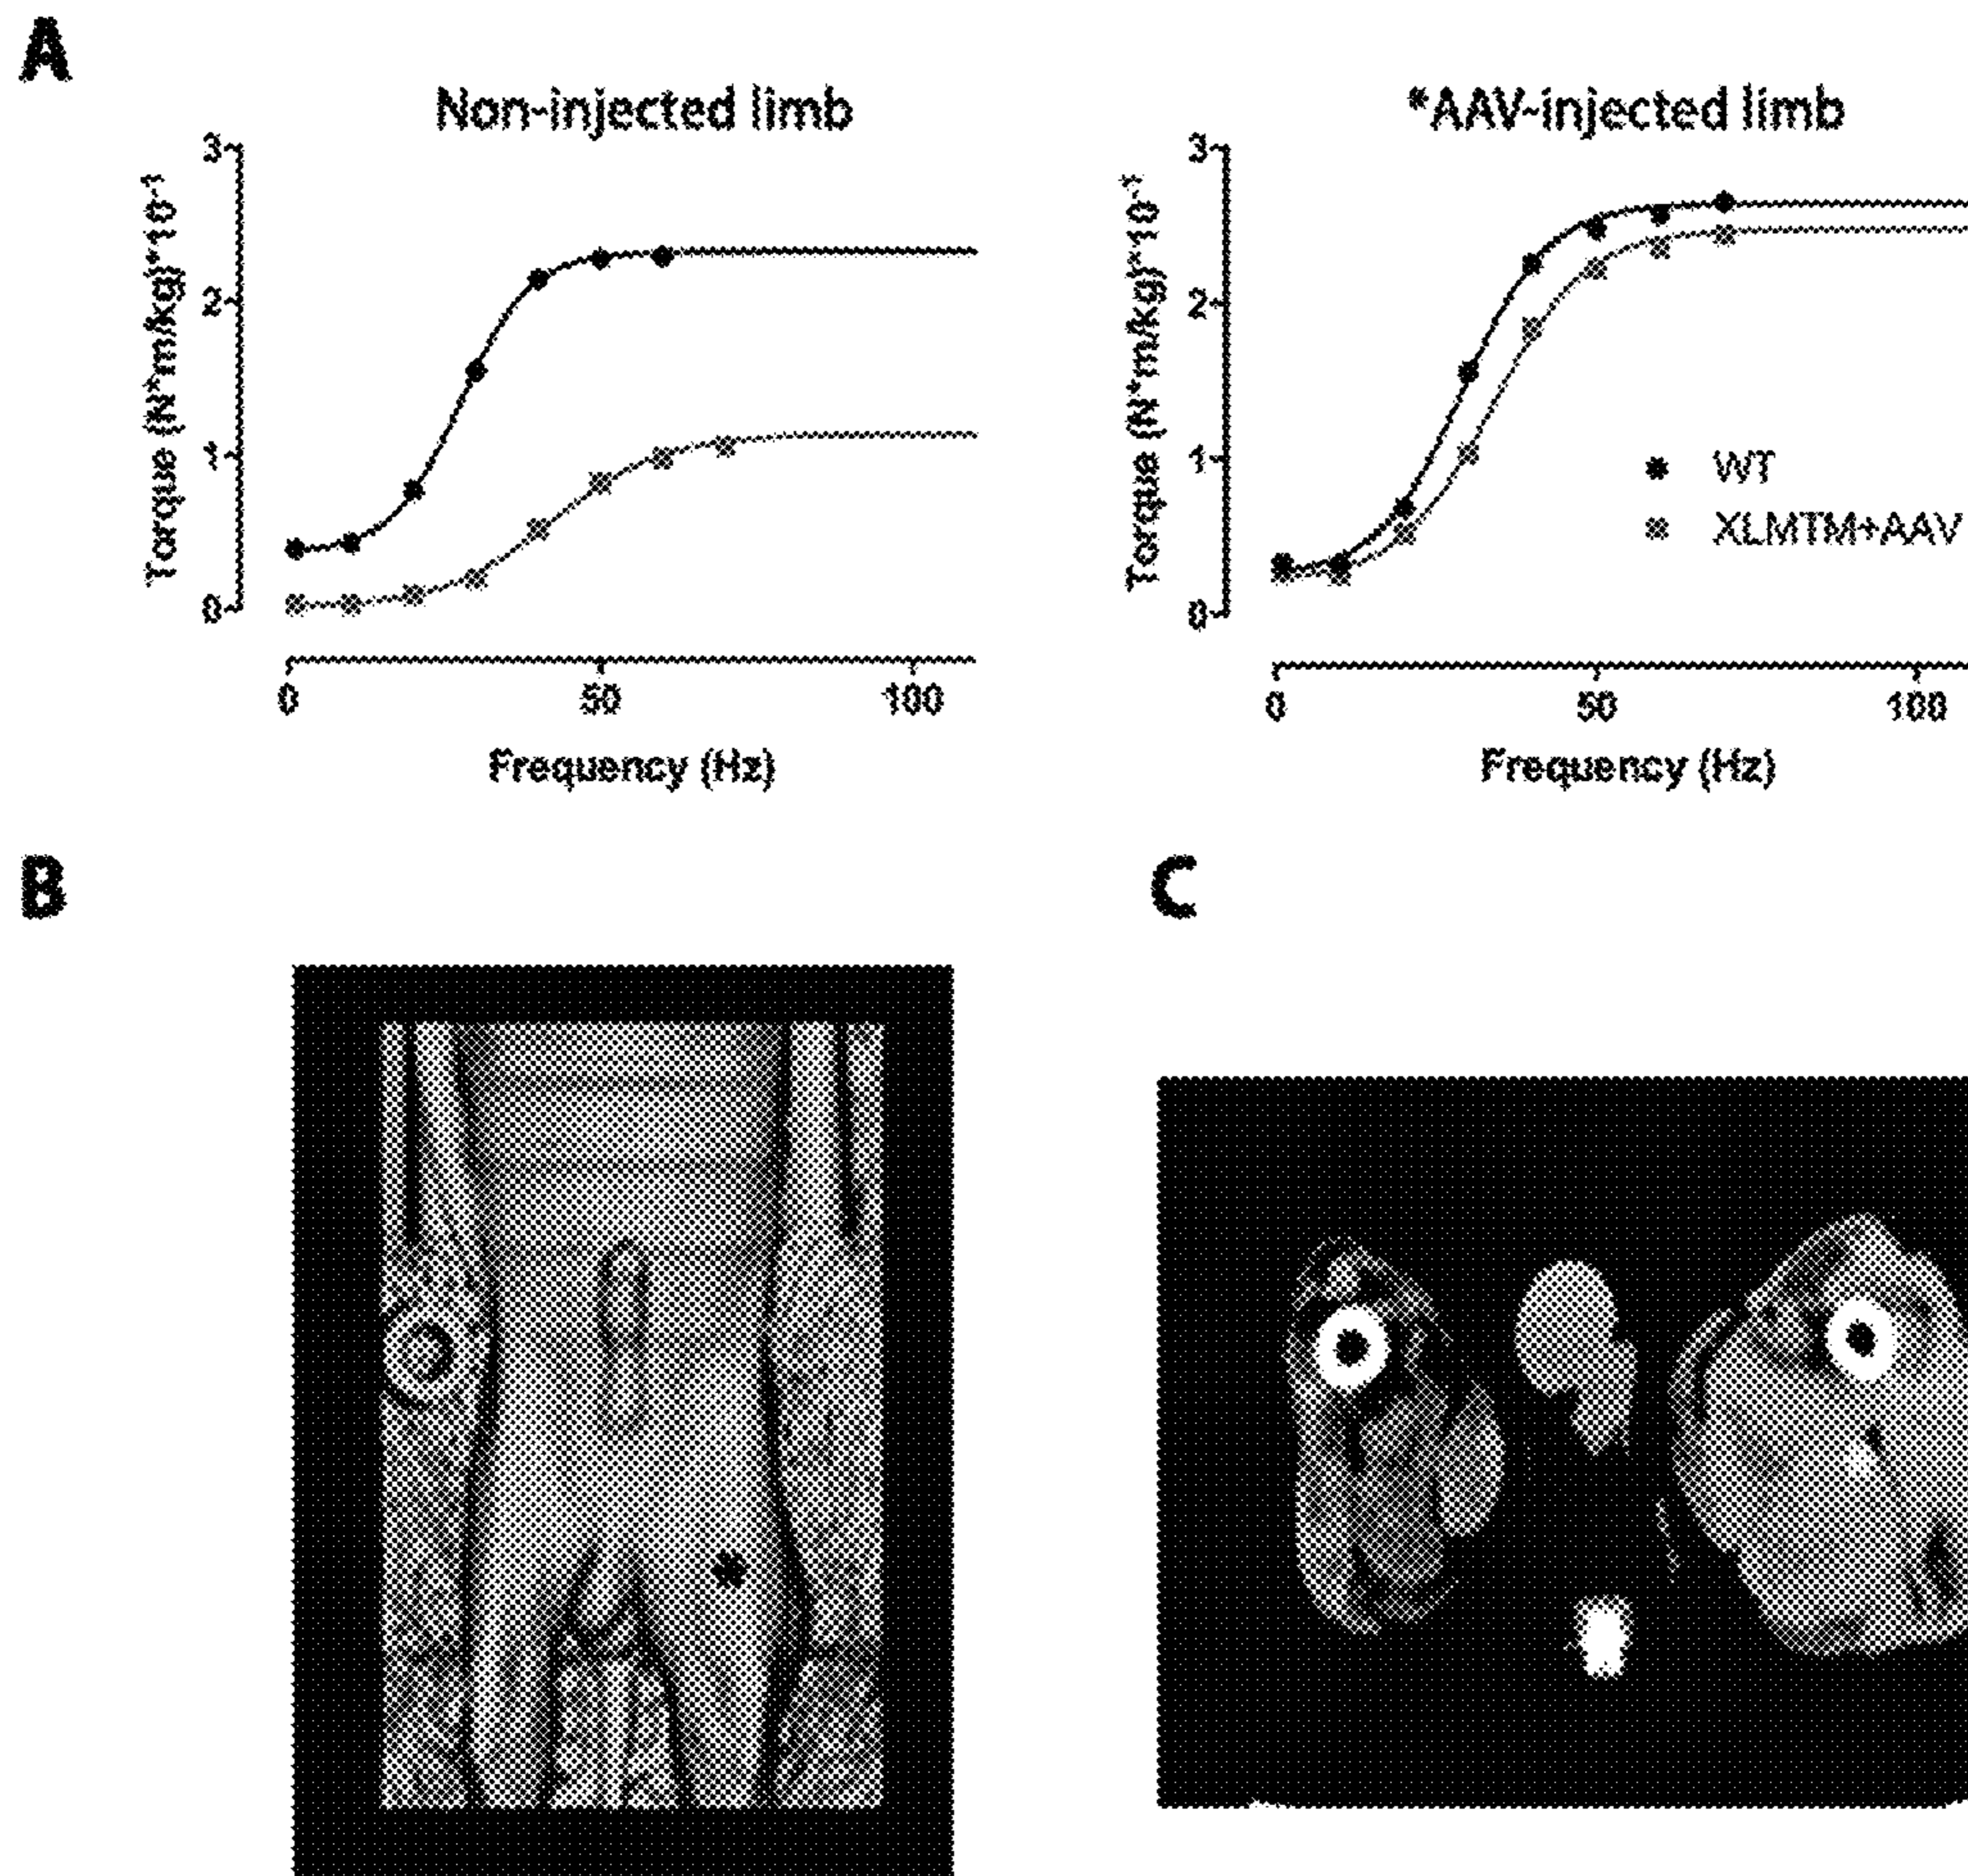 A
Non-injected limb
Torque (N*m/kg)*10-1
3
2
1
0
0 50 100
Frequency (Hz)
*AAV-injected limb
Torque (N*m/kg)*10-1
3
2
1
0
WT
XLMTM+AAV
0 50 100
Frequency (Hz)
B
*
C